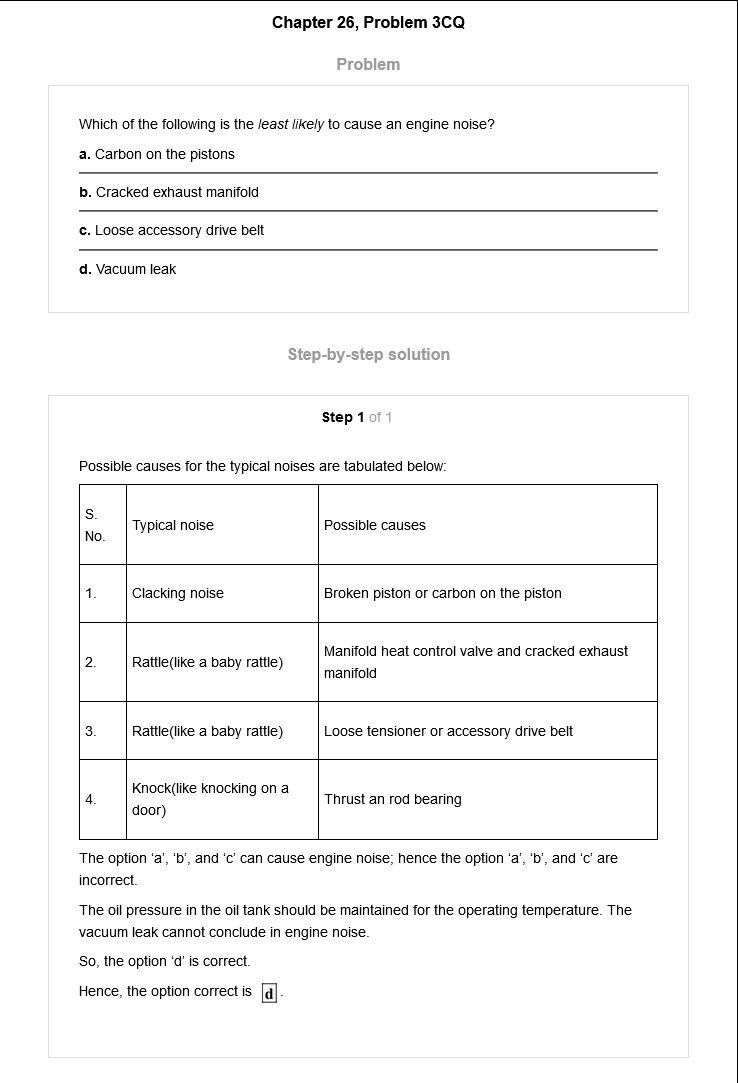 Chapter 26, Problem 3CQ
Problem
Which of the following is the least likely to cause an engine noise?
a. Carbon on the pistons
b. Cracked exhaust manifold
c. Loose accessory drive belt
d. Vacuum leak
Step-by-step solution
Step 1 of 1
Possible causes for the typical noises are tabulated below:
S.
No.
Typical noise
Possible causes
1.
Clacking noise
Broken piston or carbon on the piston
2.
Rattle(like a baby rattle)
Manifold heat control valve and cracked exhaust
manifold
3.
Rattle(like a baby rattle)
Loose tensioner or accessory drive belt
4.
Knock(like knocking on a
door)
Thrust an rod bearing
The option ‘a’, ‘b’, and ‘c’ can cause engine noise; hence the option ‘a’, ‘b’, and ‘c’ are
incorrect.
The oil pressure in the oil tank should be maintained for the operating temperature. The
vacuum leak cannot conclude in engine noise.
So, the option ‘d’ is correct.
Hence, the option correct is d.